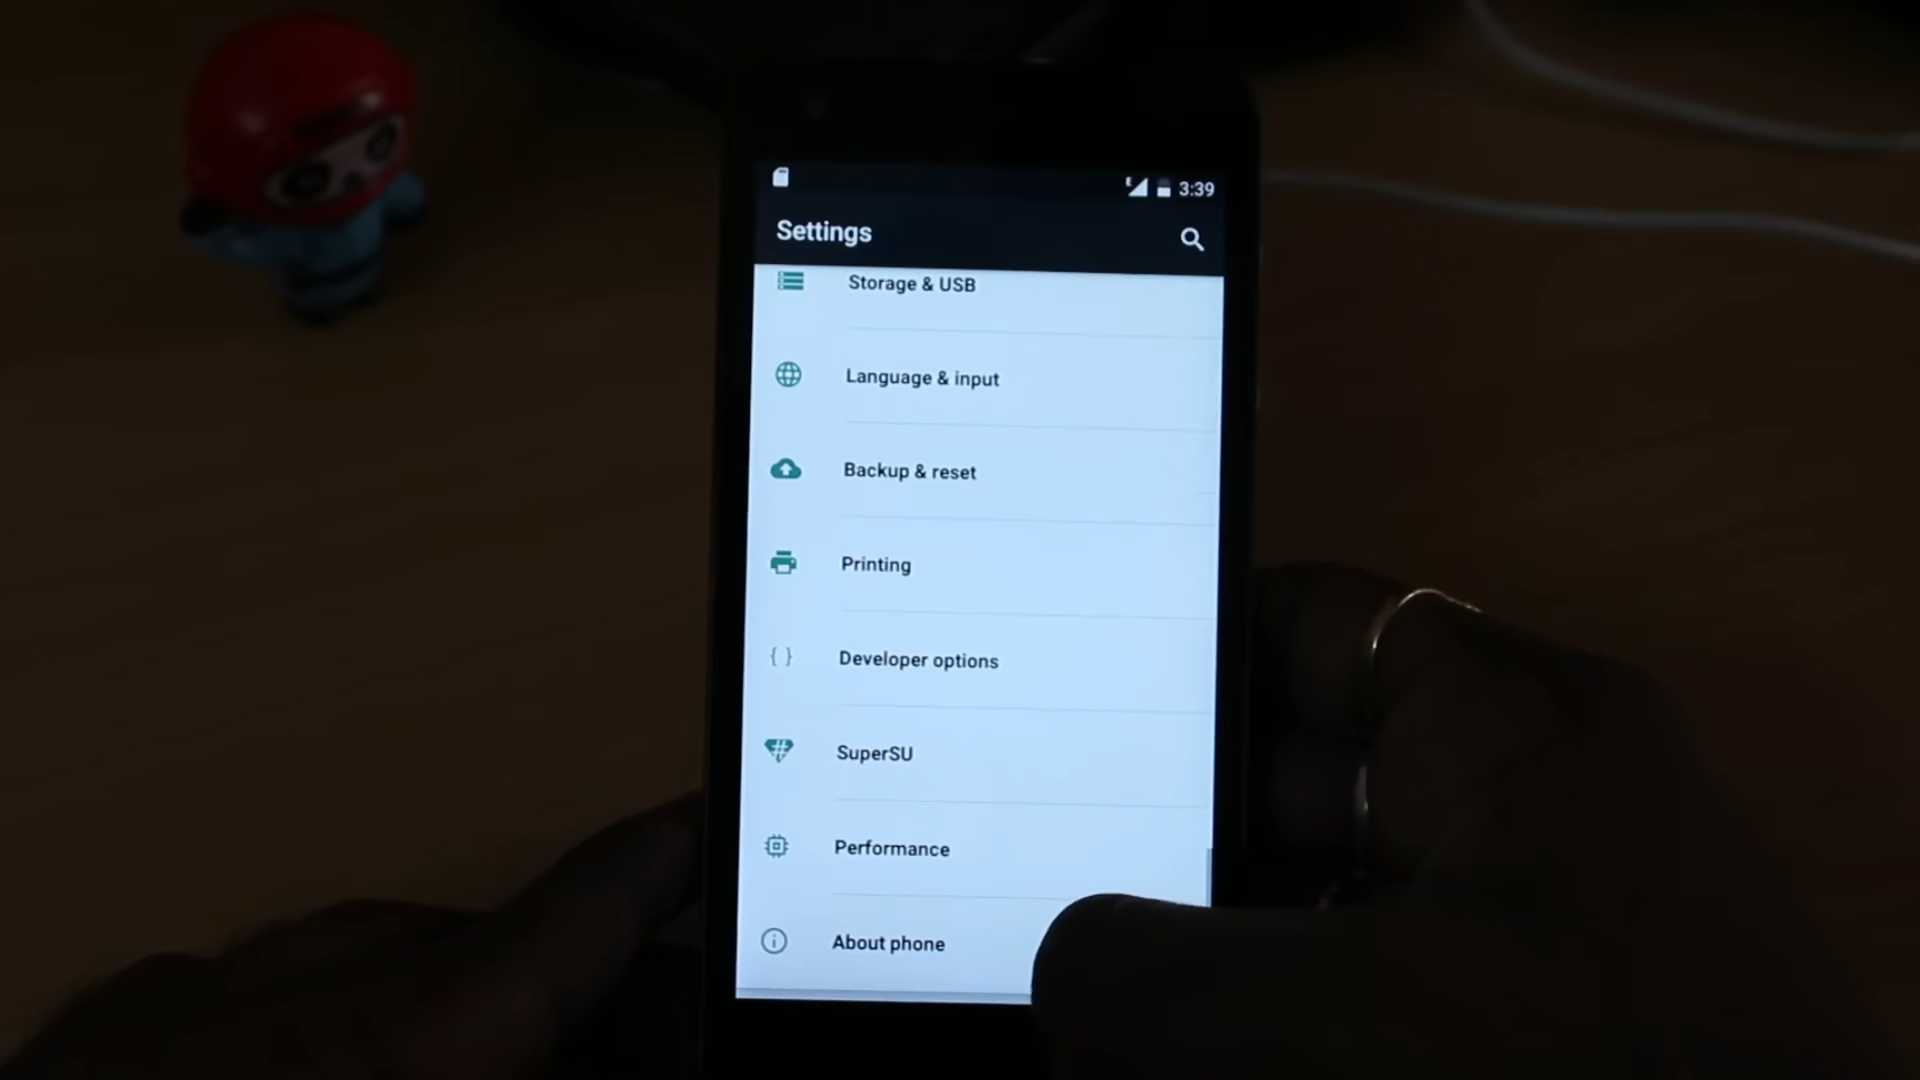 3:39
Settings
Storage & USB
Language & input
Backup & reset
Printing
Developer options
SuperSU
Performance
About phone